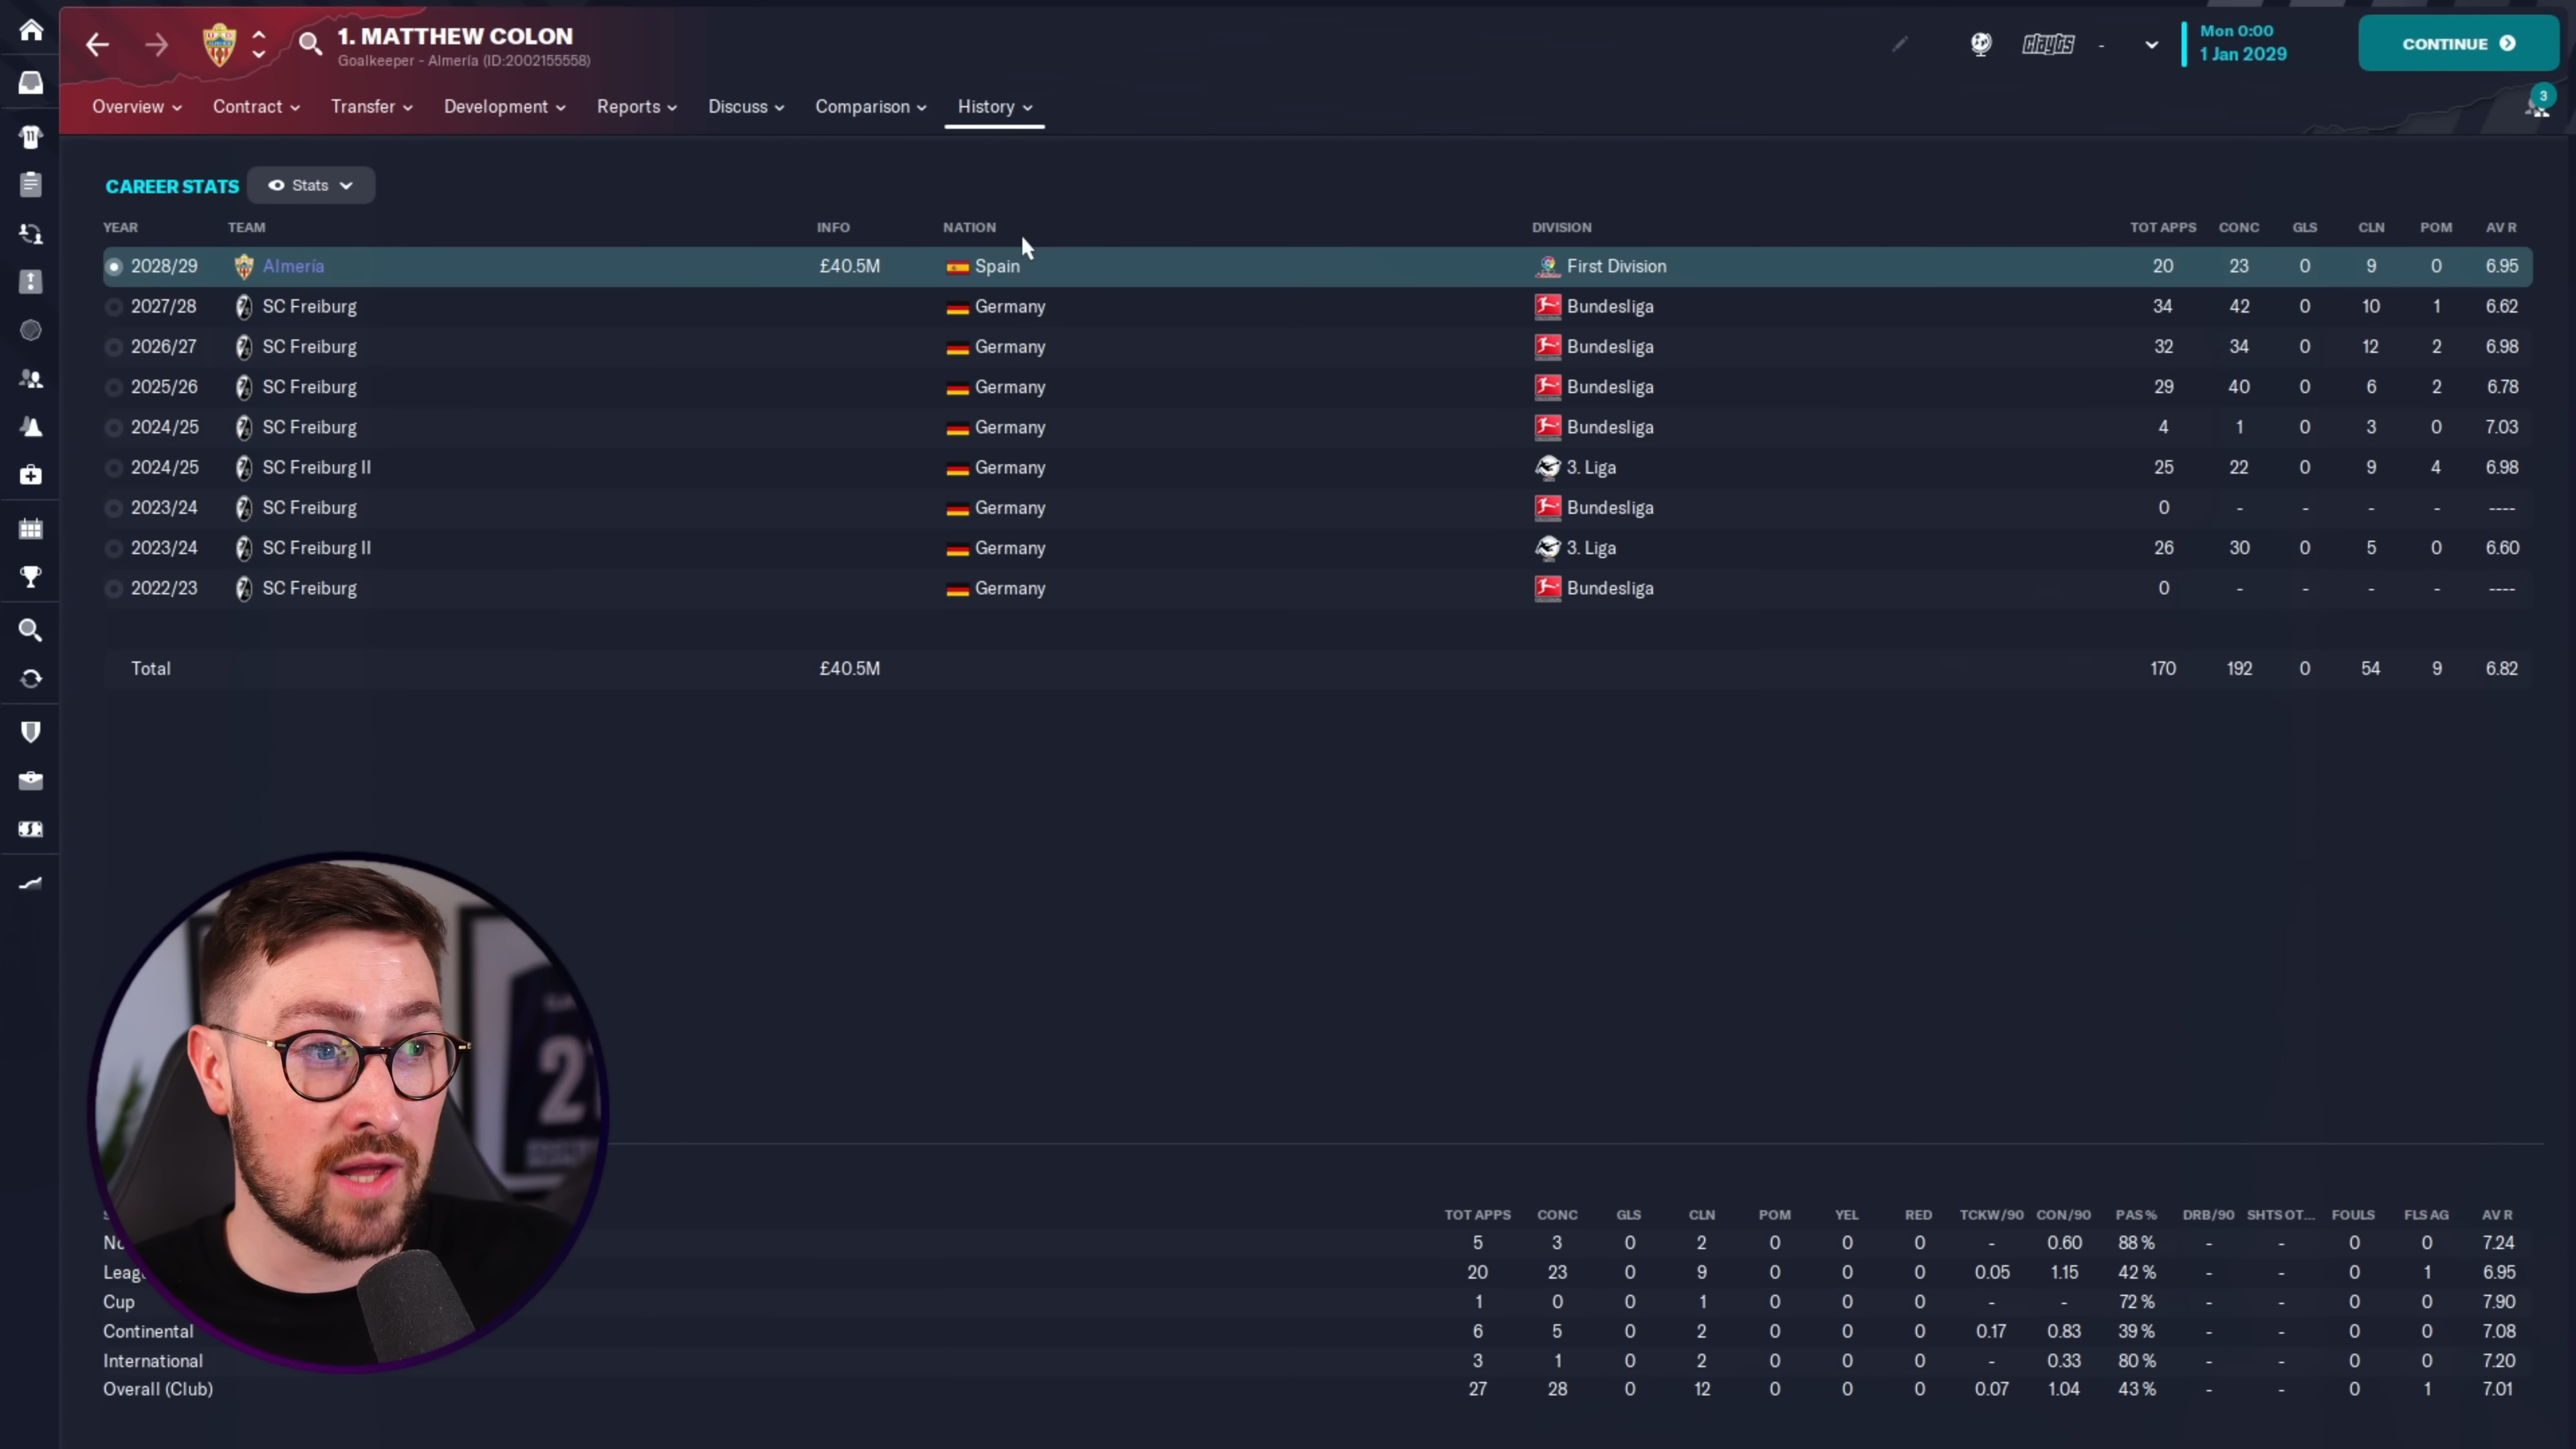 1. MATTHEW COLON
Goalkeeper - Almería (ID:2002155558)
claybs -
Mon 0:00
1 Jan 2029
CONTINUE
Overview Contract Transfer Development Reports Discuss Comparison History
3
11
CAREER STATS Stats
YEAR TEAM INFO NATION DIVISION TOT APPS CONC GLS CLN POM AV R
2028/29 Almería £40.5M Spain First Division 20 23 0 9 0 6.95
2027/28 SC Freiburg Germany Bundesliga 34 42 0 10 1 6.62
2026/27 SC Freiburg Germany Bundesliga 32 34 0 12 2 6.98
2025/26 SC Freiburg Germany Bundesliga 29 40 0 6 2 6.78
2024/25 SC Freiburg Germany Bundesliga 4 1 0 3 0 7.03
2024/25 SC Freiburg II Germany 3. Liga 25 22 0 9 4 6.98
2023/24 SC Freiburg Germany Bundesliga 0 - - - - ----
2023/24 SC Freiburg II Germany 3. Liga 26 30 0 5 0 6.60
2022/23 SC Freiburg Germany Bundesliga 0 - - - - ----
Total £40.5M 170 192 0 54 9 6.82
TOT APPS CONC GLS CLN POM YEL RED TCKW/90 CON/90 PAS % DRB/90 SHTS OT... FOULS FLS AG AV R
5 3 0 2 0 0 0 - 0.60 88 % - - 0 0 7.24
20 23 0 9 0 0 0 0.05 1.15 42 % - - 0 1 6.95
Cup 1 0 0 1 0 0 0 - - 72 % - - 0 0 7.90
Continental 6 5 0 2 0 0 0 0.17 0.83 39 % - - 0 0 7.08
International 3 1 0 2 0 0 0 - 0.33 80 % - - 0 0 7.20
Overall (Club) 27 28 0 12 0 0 0 0.07 1.04 43 % - - 0 1 7.01